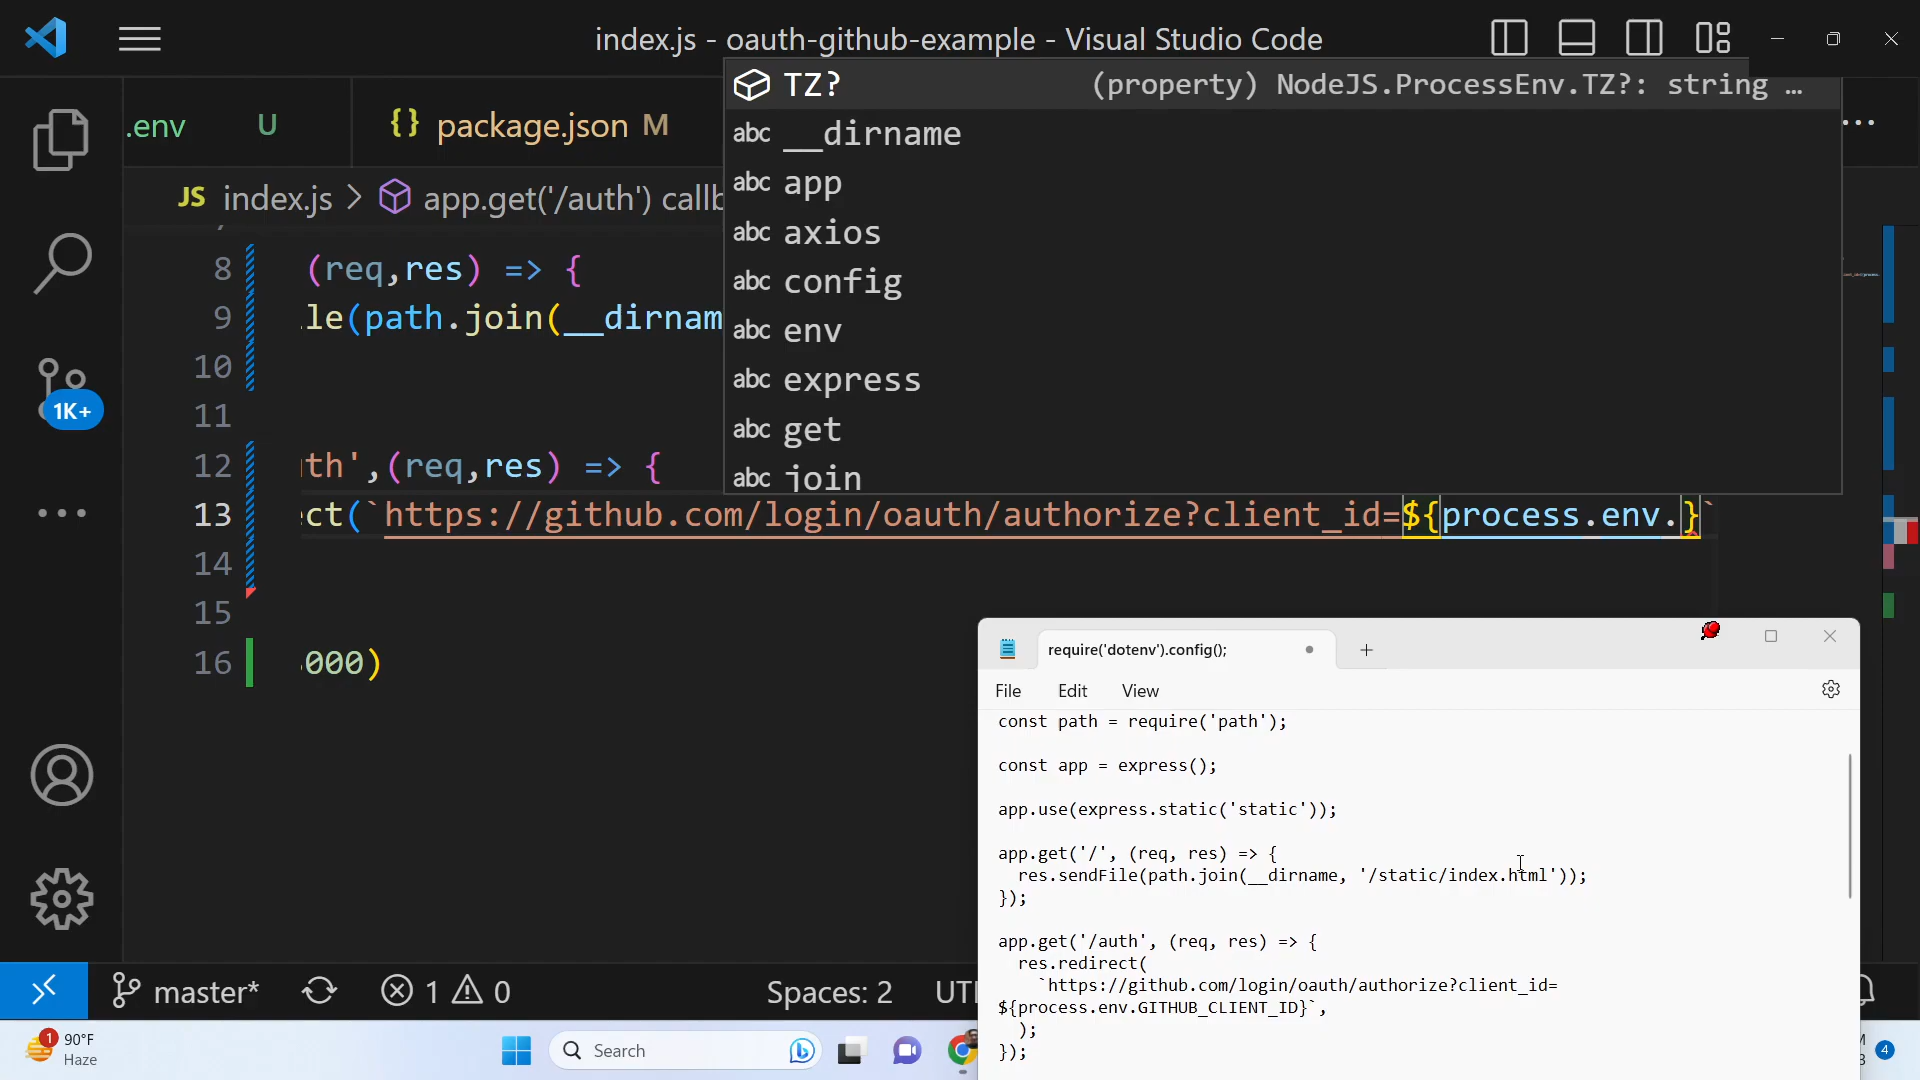 index.js - oauth-github-example - Visual Studio Code
.env U {} package.json M
TZ? (property) NodeJS.ProcessEnv.TZ?: string …
JS index.js > app.get('/auth') callb
abc __dirname
abc app
abc axios
abc config
abc env
abc express
abc get
abc join
8 (req,res) => {
9 .le(path.join(__dirnam
10
11
12 th',(req,res) => {
13 ect(`https://github.com/login/oauth/authorize?client_id=${process.env.}`
14
15
16 000)
1K+
require('dotenv').config();
File Edit View
const path = require('path');
const app = express();
app.use(express.static('static'));
app.get('/', (req, res) => {
res.sendFile(path.join(__dirname, '/static/index.html'));
});
app.get('/auth', (req, res) => {
res.redirect(
`https://github.com/login/oauth/authorize?client_id=
${process.env.GITHUB_CLIENT_ID}`,
);
});
master* 1 0 Spaces: 2 UT
1 90°F
Haze
Search
4